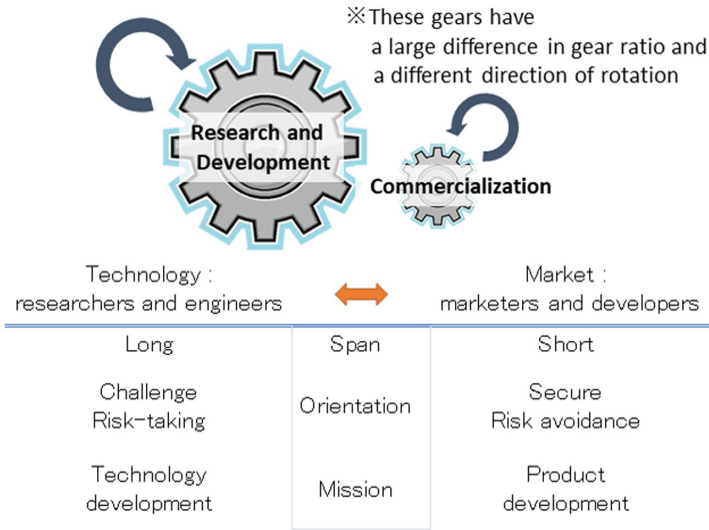 ※These gears have
a large difference in gear ratio and
a different direction of rotation
Research and
Development
Commercialization
Technology :
researchers and engineers
Market :
marketers and developers
Long
Span
Short
Challenge
Risk-taking
Orientation
Secure
Risk avoidance
Technology
development
Mission
Product
development